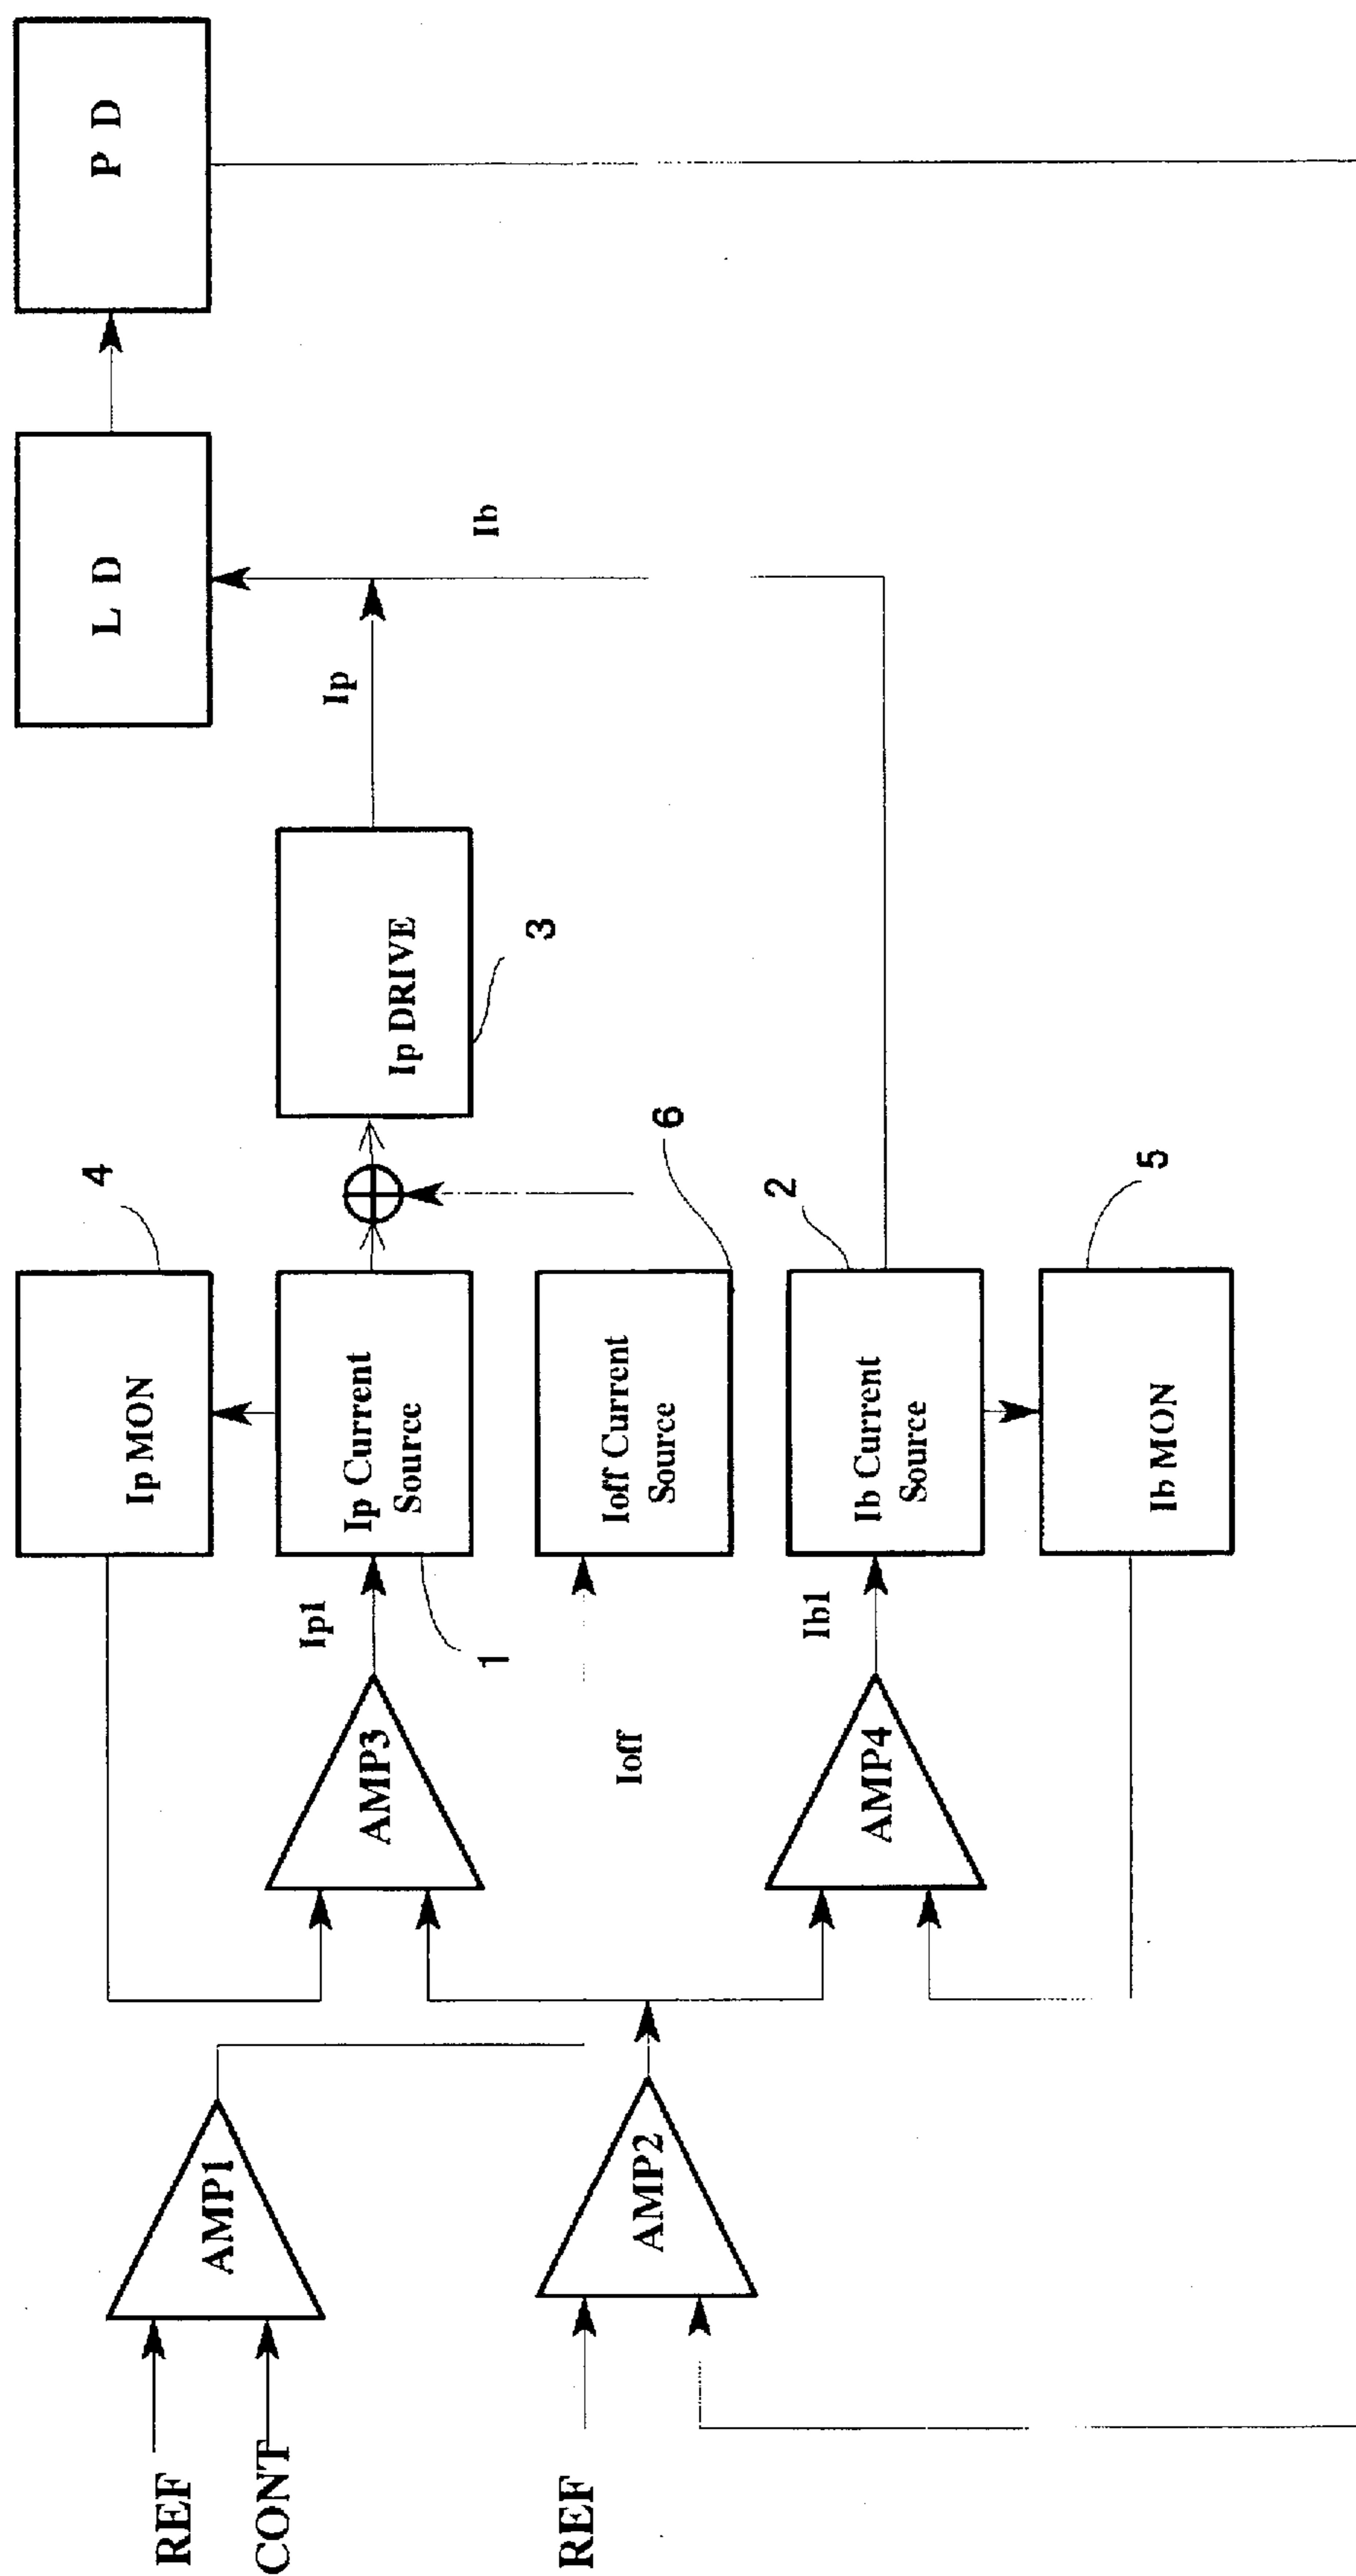 P D
L D
Ib
Ip
Ip DRIVE
3
4
6
2
5
Ip MON
Ip Current
Source
Ioff Current
Source
Ib Current
Source
Ib MON
Ip1
1
Ib1
AMP3
Ioff
AMP4
AMP1
AMP2
REF
CONT
REF